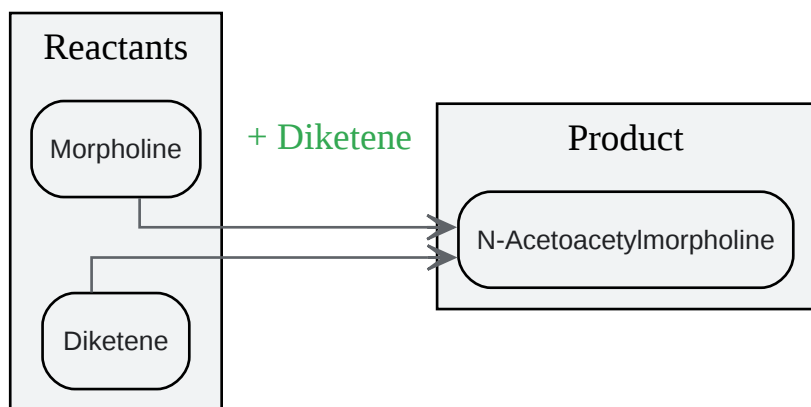 Reactants
Morpholine
Diketene
+ Diketene
Product
N-Acetoacetylmorpholine